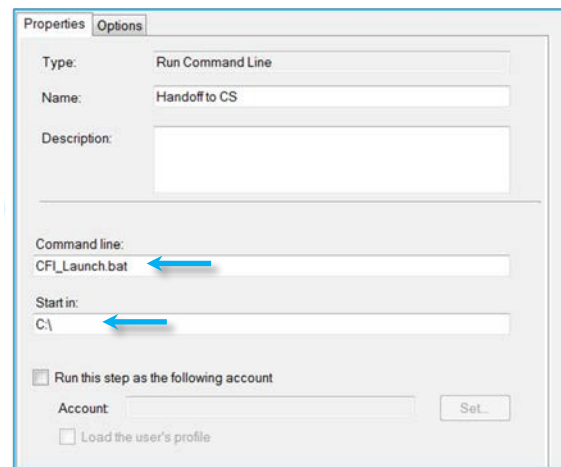 Properties Options
Type: Run Command Line
Name: Handoff to CS
Description:
Command line:
CFI_Launch.bat
Start in:
C:\
Run this step as the following account
Account: Set...
Load the user's profile